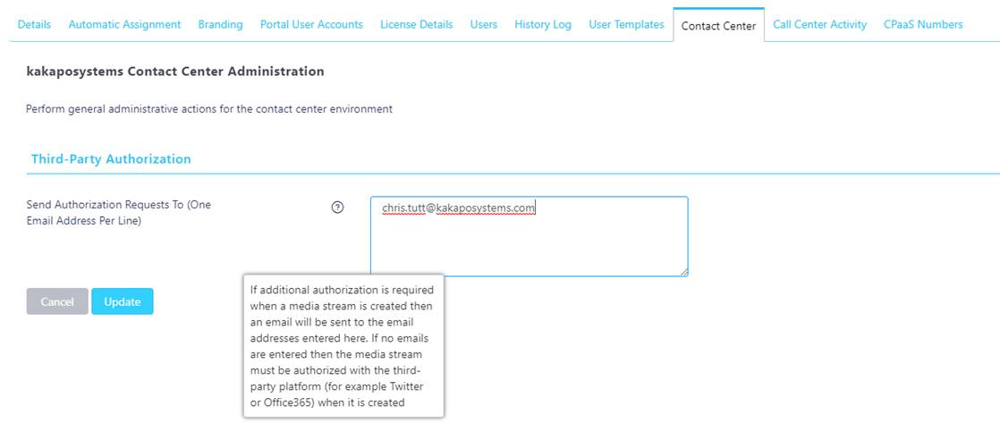 Details Automatic Assignment Branding Portal User Accounts License Details Users History Log User Templates Contact Center Call Center Activity CPaaS Numbers
kakaposystems Contact Center Administration
Perform general administrative actions for the contact center environment
Third-Party Authorization
Send Authorization Requests To (One
Email Address Per Line)
?
chris.tutt@kakaposystems.com
Cancel Update
If additional authorization is required
when a media stream is created then
an email will be sent to the email
addresses entered here. If no emails
are entered then the media stream
must be authorized with the third-
party platform (for example Twitter
or Office365) when it is created